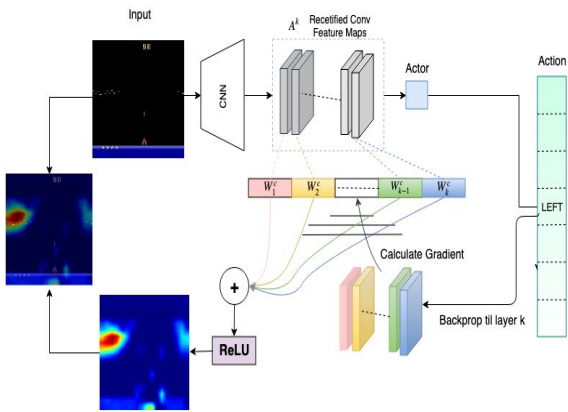 Input
A^k
Recetified Conv
Feature Maps
Action
90
CNN
Actor
W_1^c
W_2^c
W_{k-1}^c
W_k^c
LEFT
Calculate Gradient
+
Backprop til layer k
ReLU